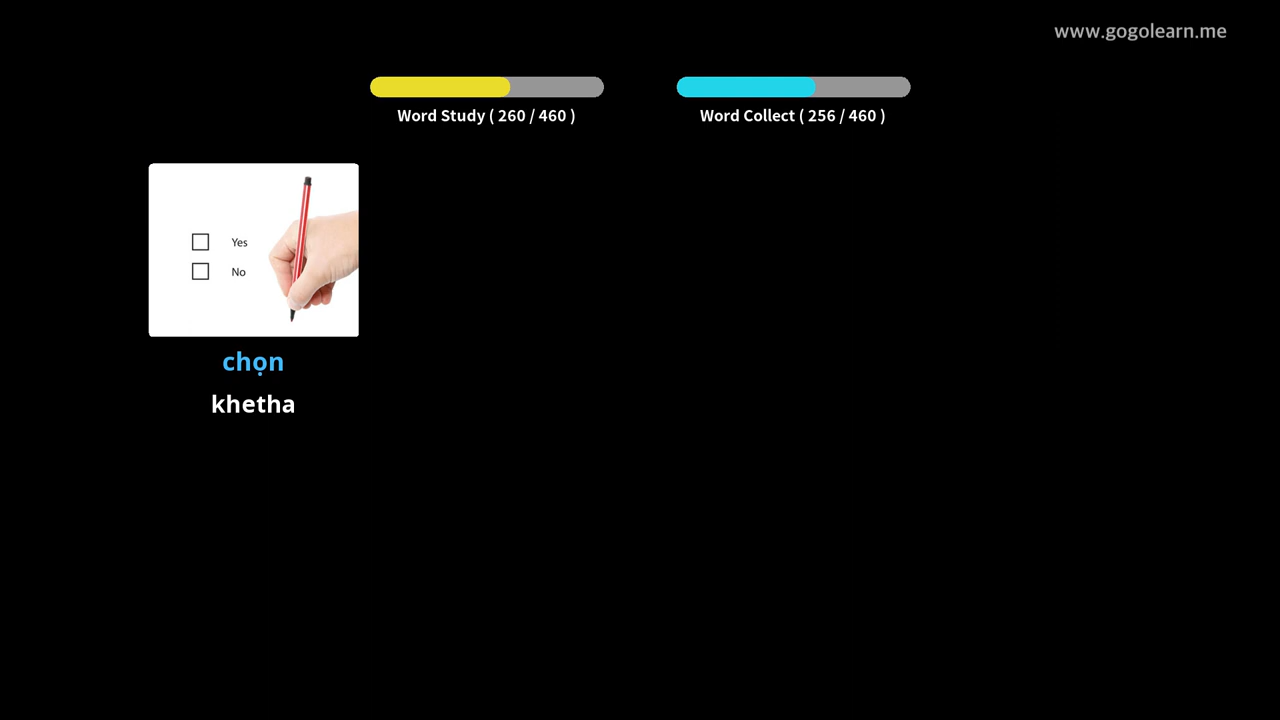 www.gogolearn.me
Word Study ( 260 / 460 )
Word Collect ( 256 / 460 )
Yes
No
chọn
khetha